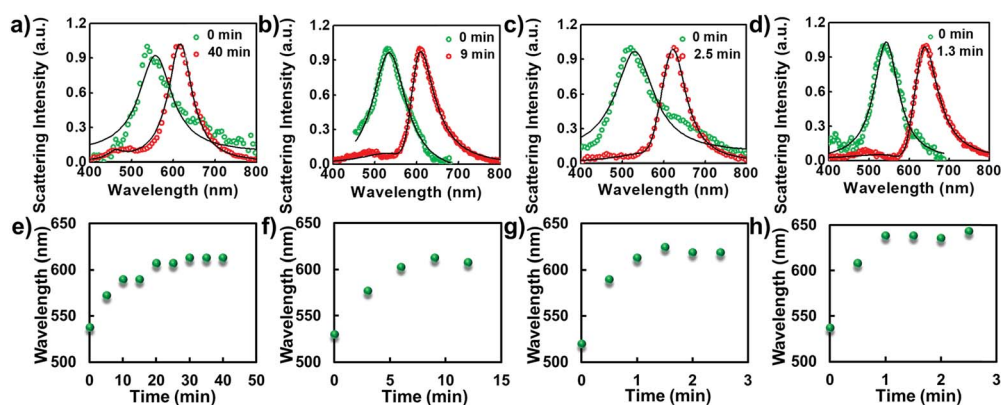 a) b) c) d)
0 min 0 min 0 min 0 min
40 min 9 min 2.5 min 1.3 min
Scattering Intensity (a.u.) Scattering Intensity (a.u.) Scattering Intensity (a.u.) Scattering Intensity (a.u.)
1.2 1.2 1.2 1.2
0.9 0.9 0.9 0.9
0.6 0.6 0.6 0.6
0.3 0.3 0.3 0.3
0.0 0.0 0.0 0.0
400 500 600 700 800 400 500 600 700 800 400 500 600 700 800 400 500 600 700 800
Wavelength (nm) Wavelength (nm) Wavelength (nm) Wavelength (nm)
e) f) g) h)
Wavelength (nm) Wavelength (nm) Wavelength (nm) Wavelength (nm)
650 650 650 650
600 600 600 600
550 550 550 550
500 500 500 500
0 10 20 30 40 50 0 5 10 15 0 1 2 3 0 1 2 3
Time (min) Time (min) Time (min) Time (min)